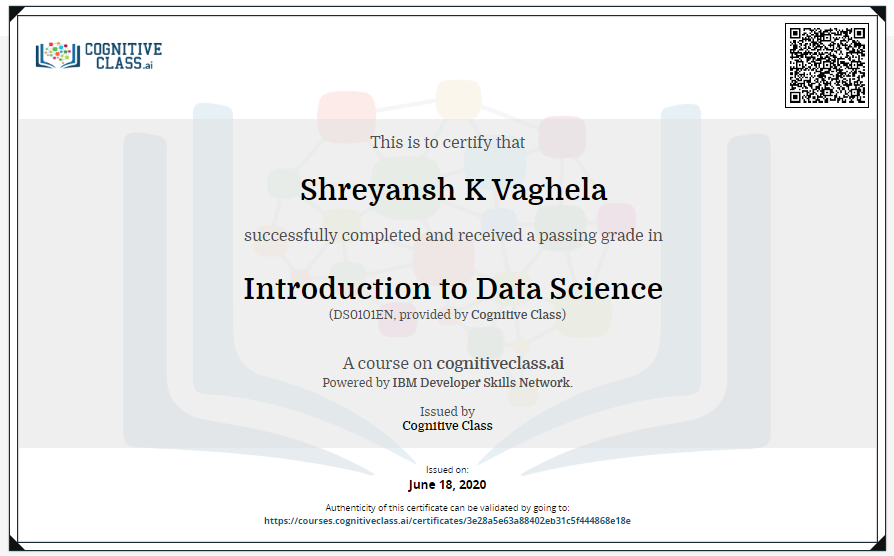 COGNITIVE
CLASS.ai
This is to certify that
Shreyansh K Vaghela
successfully completed and received a passing grade in
Introduction to Data Science
(DS0101EN, provided by Cognitive Class)
A course on cognitiveclass.ai
Powered by IBM Developer Skills Network.
Issued by
Cognitive Class
Issued on:
June 18, 2020
Authenticity of this certificate can be validated by going to:
https://courses.cognitiveclass.ai/certificates/3e28a5e63a88402eb31c5f444868e18e